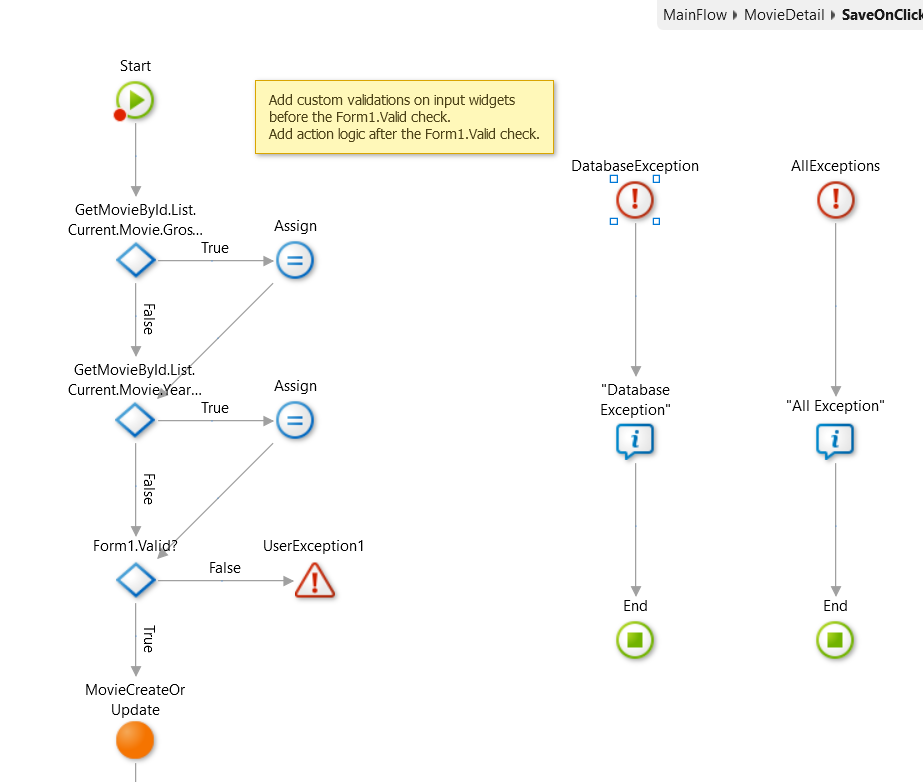 MainFlow MovieDetail SaveOnClick
Start
Add custom validations on input widgets
before the Form1.Valid check.
Add action logic after the Form1.Valid check.
DatabaseException
AllExceptions
GetMovieById.List.
Current.Movie.Gros...
True
Assign
False
GetMovieById.List.
Current.Movie.Year...
True
Assign
"Database
Exception"
"All Exception"
False
Form1.Valid?
False
UserException1
True
End
End
MovieCreateOr
Update